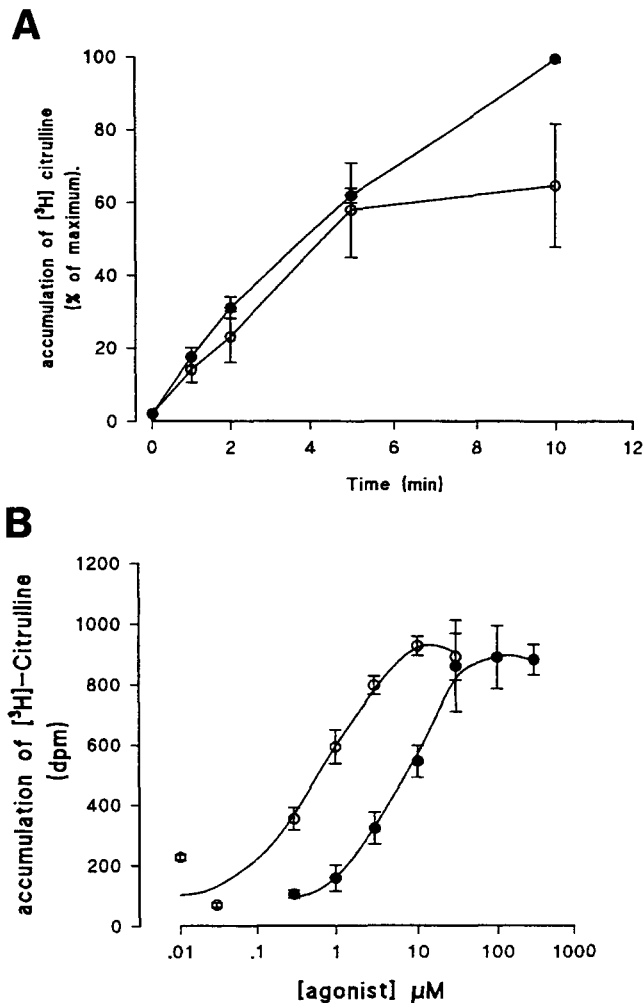 A
accumulation of [³H] citrulline
(% of maximum).
100
80
60
40
20
0
0 2 4 6 8 10 12
Time (min)
B
accumulation of [³H]-Citrulline
(dpm)
1200
1000
800
600
400
200
0
.01 .1 1 10 100 1000
[agonist] µM